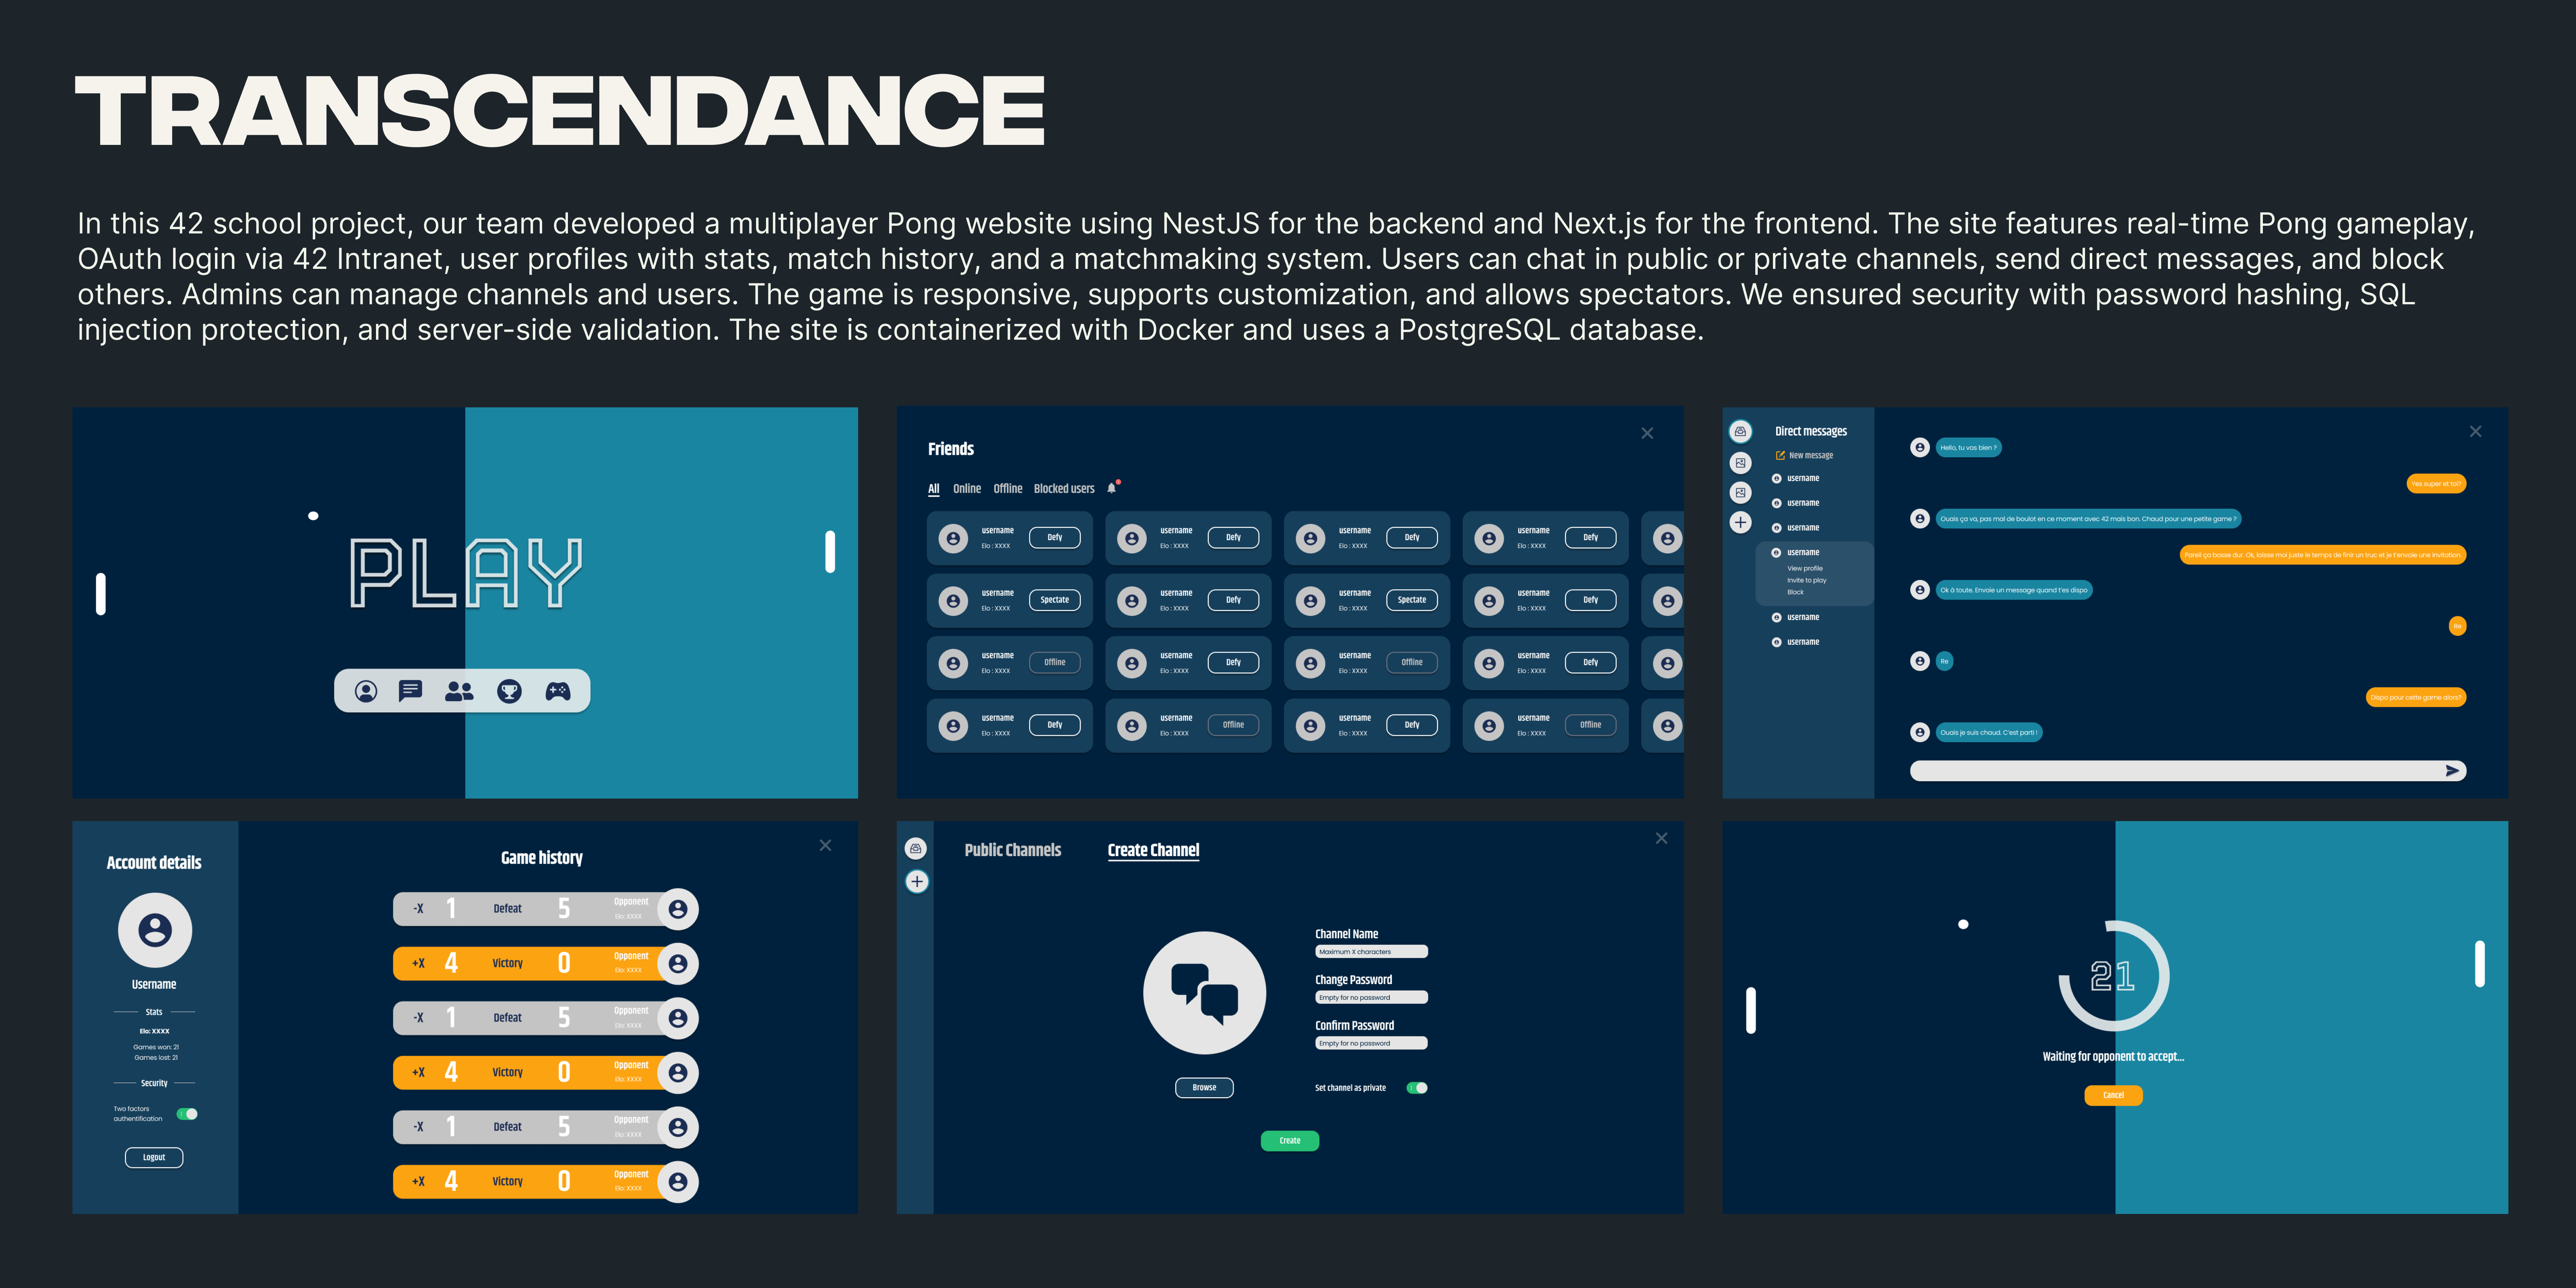 TRANSCENDANCE
In this 42 school project, our team developed a multiplayer Pong website using NestJS for the backend and Next.js for the frontend. The site features real-time Pong gameplay,
OAuth login via 42 Intranet, user profiles with stats, match history, and a matchmaking system. Users can chat in public or private channels, send direct messages, and block
others. Admins can manage channels and users. The game is responsive, supports customization, and allows spectators. We ensured security with password hashing, SQL
injection protection, and server-side validation. The site is containerized with Docker and uses a PostgreSQL database.
PLAY
Friends
All Online Offline Blocked users
username Defy username Defy username Defy username Defy
Elo : XXXX Elo : XXXX Elo : XXXX Elo : XXXX
username Spectate username Defy username Spectate username Defy
Elo : XXXX Elo : XXXX Elo : XXXX Elo : XXXX
username Offline username Defy username Offline username Defy
Elo : XXXX Elo : XXXX Elo : XXXX Elo : XXXX
username Defy username Offline username Defy username Offline
Elo : XXXX Elo : XXXX Elo : XXXX Elo : XXXX
Direct messages
New message
username
username
username
username
View profile
Invite to play
Block
username
username
Hello, tu vas bien ?
Yes super et toi?
Ouais ça va, pas mal de boulot en ce moment avec 42 mais bon. Chaud pour une petite game ?
Pareil ça bosse dur. Ok, laisse moi juste le temps de finir un truc et je t'envoie une invitation.
Ok à toute. Envoie un message quand t'es dispo
Re
Re
Dispo pour cette game alors?
Ouais je suis chaud. C'est parti !
Account details
Username
Stats
Elo: XXXX
Games won: 21
Games lost: 21
Security
Two factors
authentification
Logout
Game history
-X 1 Defeat 5 Opponent
Elo: XXXX
+X 4 Victory 0 Opponent
Elo: XXXX
-X 1 Defeat 5 Opponent
Elo: XXXX
+X 4 Victory 0 Opponent
Elo: XXXX
-X 1 Defeat 5 Opponent
Elo: XXXX
+X 4 Victory 0 Opponent
Elo: XXXX
Public Channels Create Channel
Channel Name
Maximum X characters
Change Password
Empty for no password
Confirm Password
Empty for no password
Browse
Set channel as private
Create
21
Waiting for opponent to accept...
Cancel